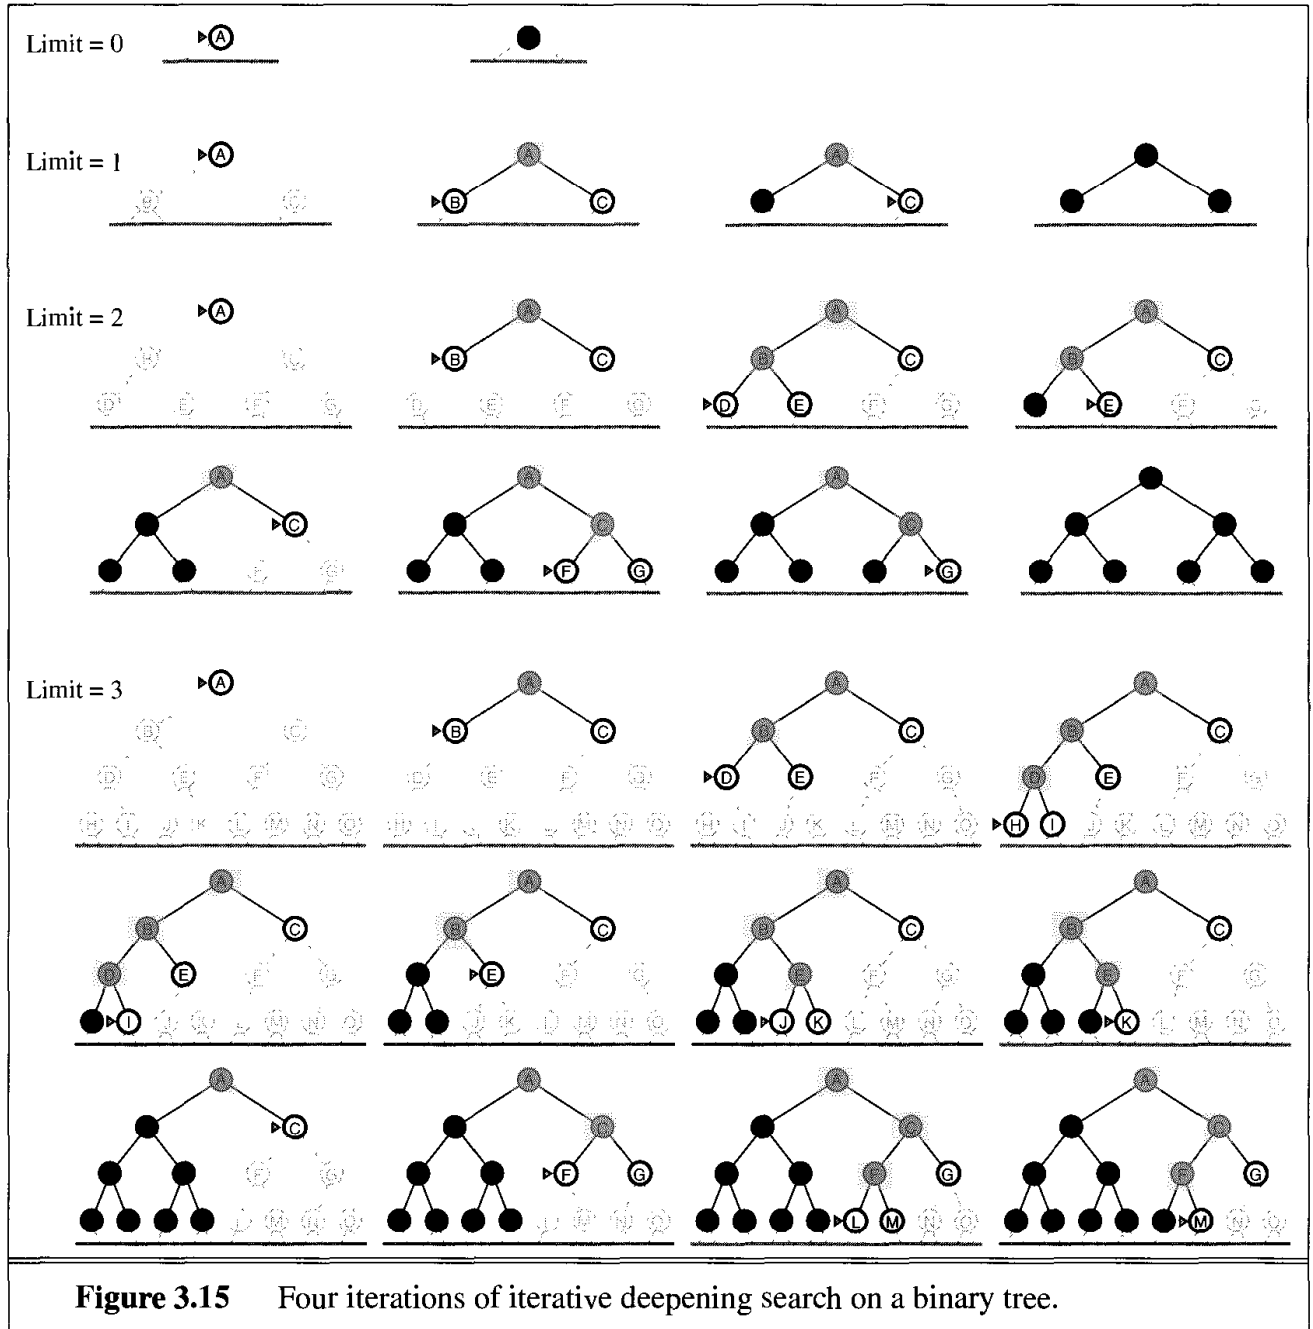 Limit = 0
A
Limit = 1
A
B C
A
B C
A
C
Limit = 2
A
C
D E F G
A
B C
D E F G
A
B C
D E F G
A
B C
E F G
A
C
F G
A
C
F G
A
C
G
Limit = 3
A
B C
D E F G
H I K L M N O
A
B C
D E F G
H K M N O
A
B C
D E F G
H K M N O
A
B C
D E F G
H I K L M N O
A
B C
D E F G
I K M N O
A
B C
E F G
K L M N O
A
B C
E F G
J K L M N O
A
B C
E F G
K L M N O
A
C
F G
M N O
A
C
F G
M N O
A
C
F G
L M N O
A
C
F G
M N O
Figure 3.15 Four iterations of iterative deepening search on a binary tree.